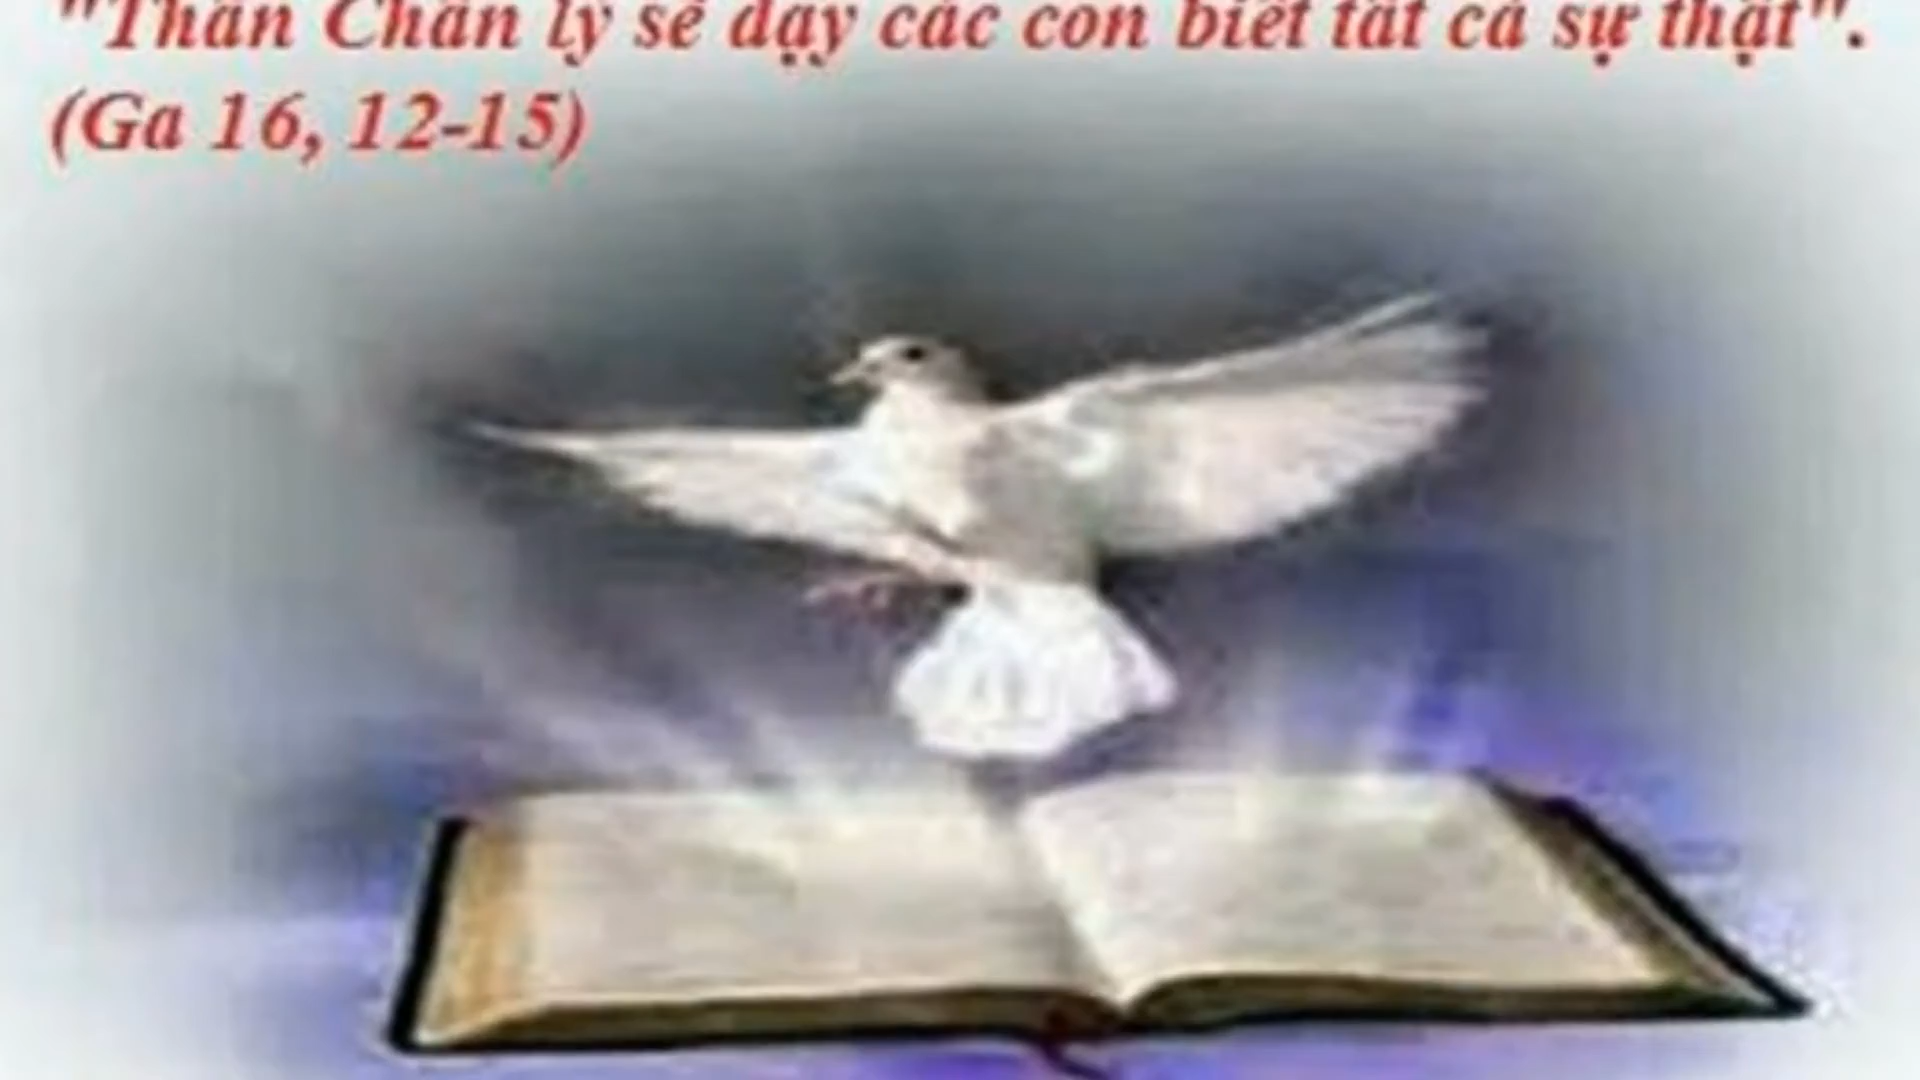 "Thần Chân lý sẽ dạy các con biết tất cả sự thật".
(Ga 16, 12-15)